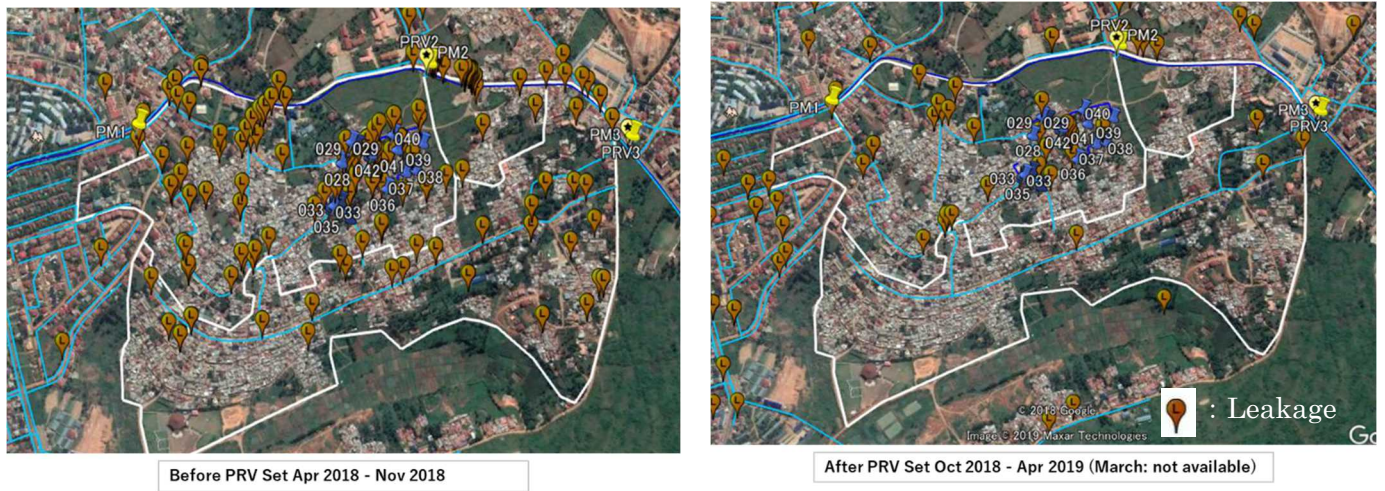 PRV2
PM2
PM1
PM3
PRV3
040
029 029
039
042 041
038
028
037
036
033 033
035
Before PRV Set Apr 2018 - Nov 2018
PRV2
PM2
PM1
PM3
PRV3
040
029 029
039
042 041
038
028
037
036
033 033
035
© 2018 Google
Image © 2019 Maxar Technologies
Go
L : Leakage
After PRV Set Oct 2018 - Apr 2019 (March: not available)